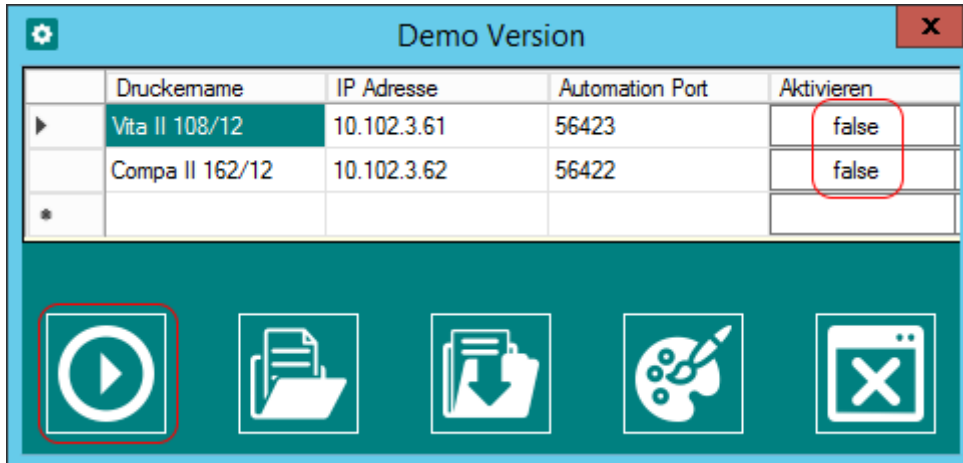 Demo Version
Druckername IP Adresse Automation Port Aktivieren
Vita II 108/12 10.102.3.61 56423 false
Compa II 162/12 10.102.3.62 56422 false